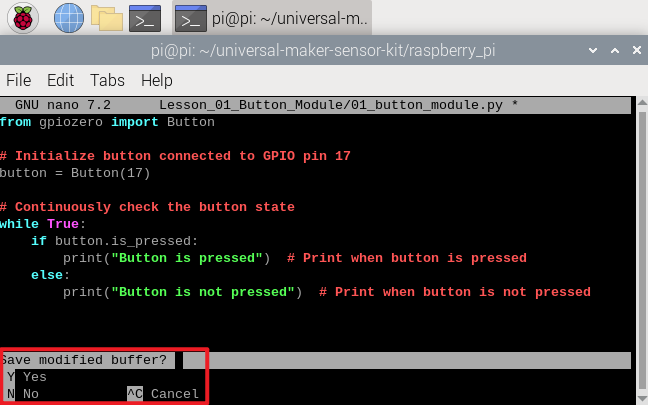 pi@pi: ~/universal-m..
pi@pi: ~/universal-maker-sensor-kit/raspberry_pi
File Edit Tabs Help
GNU nano 7.2 Lesson_01_Button_Module/01_button_module.py *
from gpiozero import Button
# Initialize button connected to GPIO pin 17
button = Button(17)
# Continuously check the button state
while True:
    if button.is_pressed:
        print("Button is pressed")  # Print when button is pressed
    else:
        print("Button is not pressed")  # Print when button is not pressed
Save modified buffer?
Y Yes
N No ^C Cancel